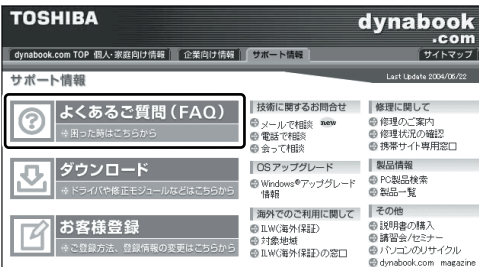 TOSHIBA
dynabook
.com
dynabook.com TOP 個人・家庭向け情報 企業向け情報 サポート情報 サイトマップ
サポート情報
Last Update 2004/06/22
よくあるご質問(FAQ)
困った時はこちらから
ダウンロード
ドライバや修正モジュールなどはこちらから
お客様登録
ご登録方法、登録情報の変更はこちらから
技術に関するお問合せ
メールで相談 new
電話で相談
会って相談
OSアップグレード
Windows®アップグレード
情報
海外でのご利用に関して
ILW(海外保証)
対象地域
ILW(海外保証)の窓口
修理に関して
修理のご案内
修理状況の確認
携帯サイト専用窓口
製品情報
PC製品検索
製品一覧
その他
説明書の購入
講習会/セミナー
パソコンのリサイクル
dynabook.com magazine